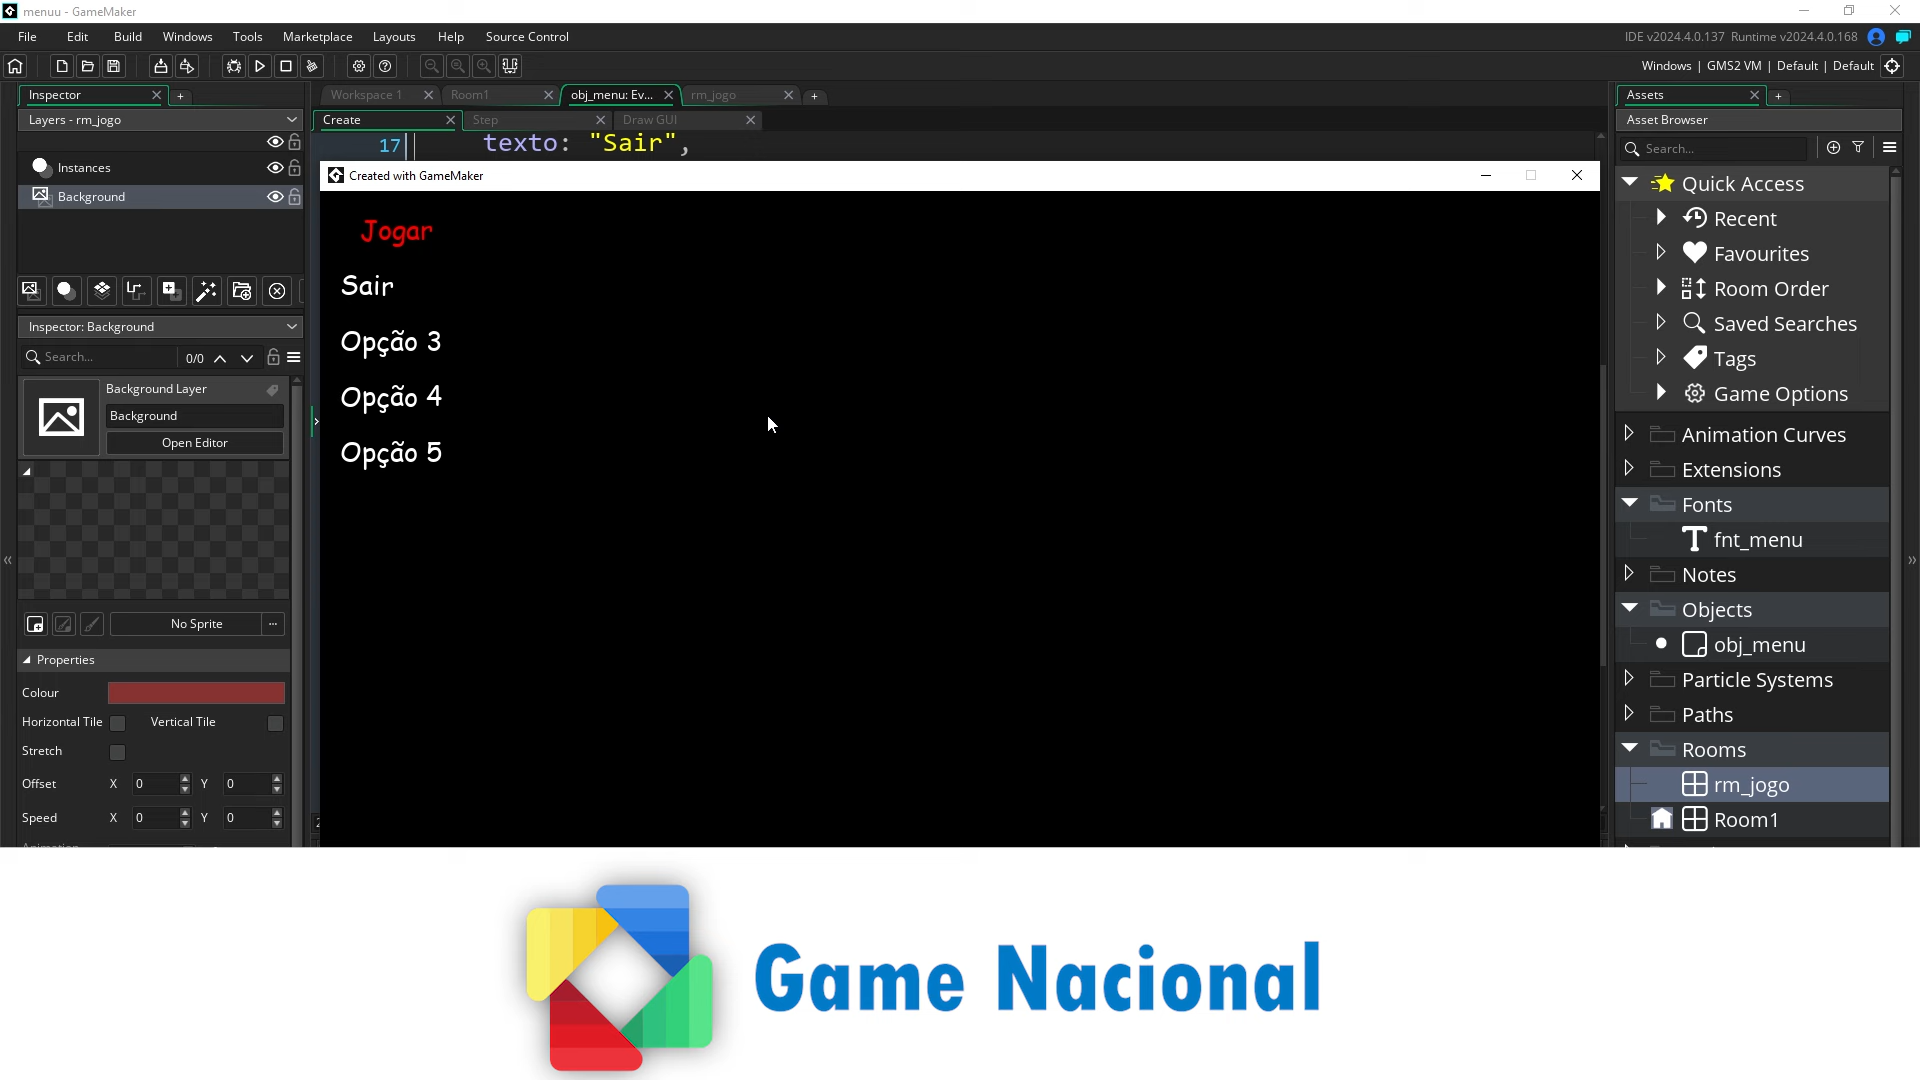 menuu - GameMaker
File Edit Build Windows Tools Marketplace Layouts Help Source Control
IDE v2024.4.0.137 Runtime v2024.4.0.168
Windows | GMS2 VM | Default | Default
Inspector
Workspace 1
Room1
obj_menu: Ev...
rm_jogo
Assets
Layers - rm_jogo
Create
Step
Draw GUI
Asset Browser
17 texto: "Sair",
Search...
Instances
Background
Created with GameMaker
Jogar
Sair
Opção 3
Opção 4
Opção 5
Inspector: Background
Search... 0/0
Background Layer
Background
Open Editor
No Sprite ...
Properties
Colour
Horizontal Tile Vertical Tile
Stretch
Offset X 0 Y 0
Speed X 0 Y 0
Quick Access
Recent
Favourites
Room Order
Saved Searches
Tags
Game Options
Animation Curves
Extensions
Fonts
fnt_menu
Notes
Objects
obj_menu
Particle Systems
Paths
Rooms
rm_jogo
Room1
Game Nacional